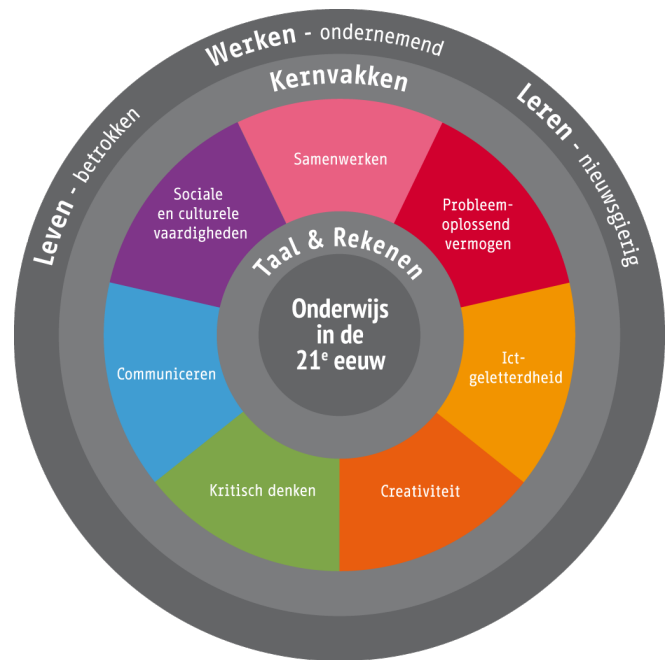 Werken - ondernemend
Leven - betrokken
Leren - nieuwsgierig
Kernvakken
Samenwerken
Sociale
en culturele
vaardigheden
Probleem-
oplossend
vermogen
Taal & Rekenen
Onderwijs
in de
21e eeuw
Communiceren
Ict-
geletterdheid
Kritisch denken
Creativiteit